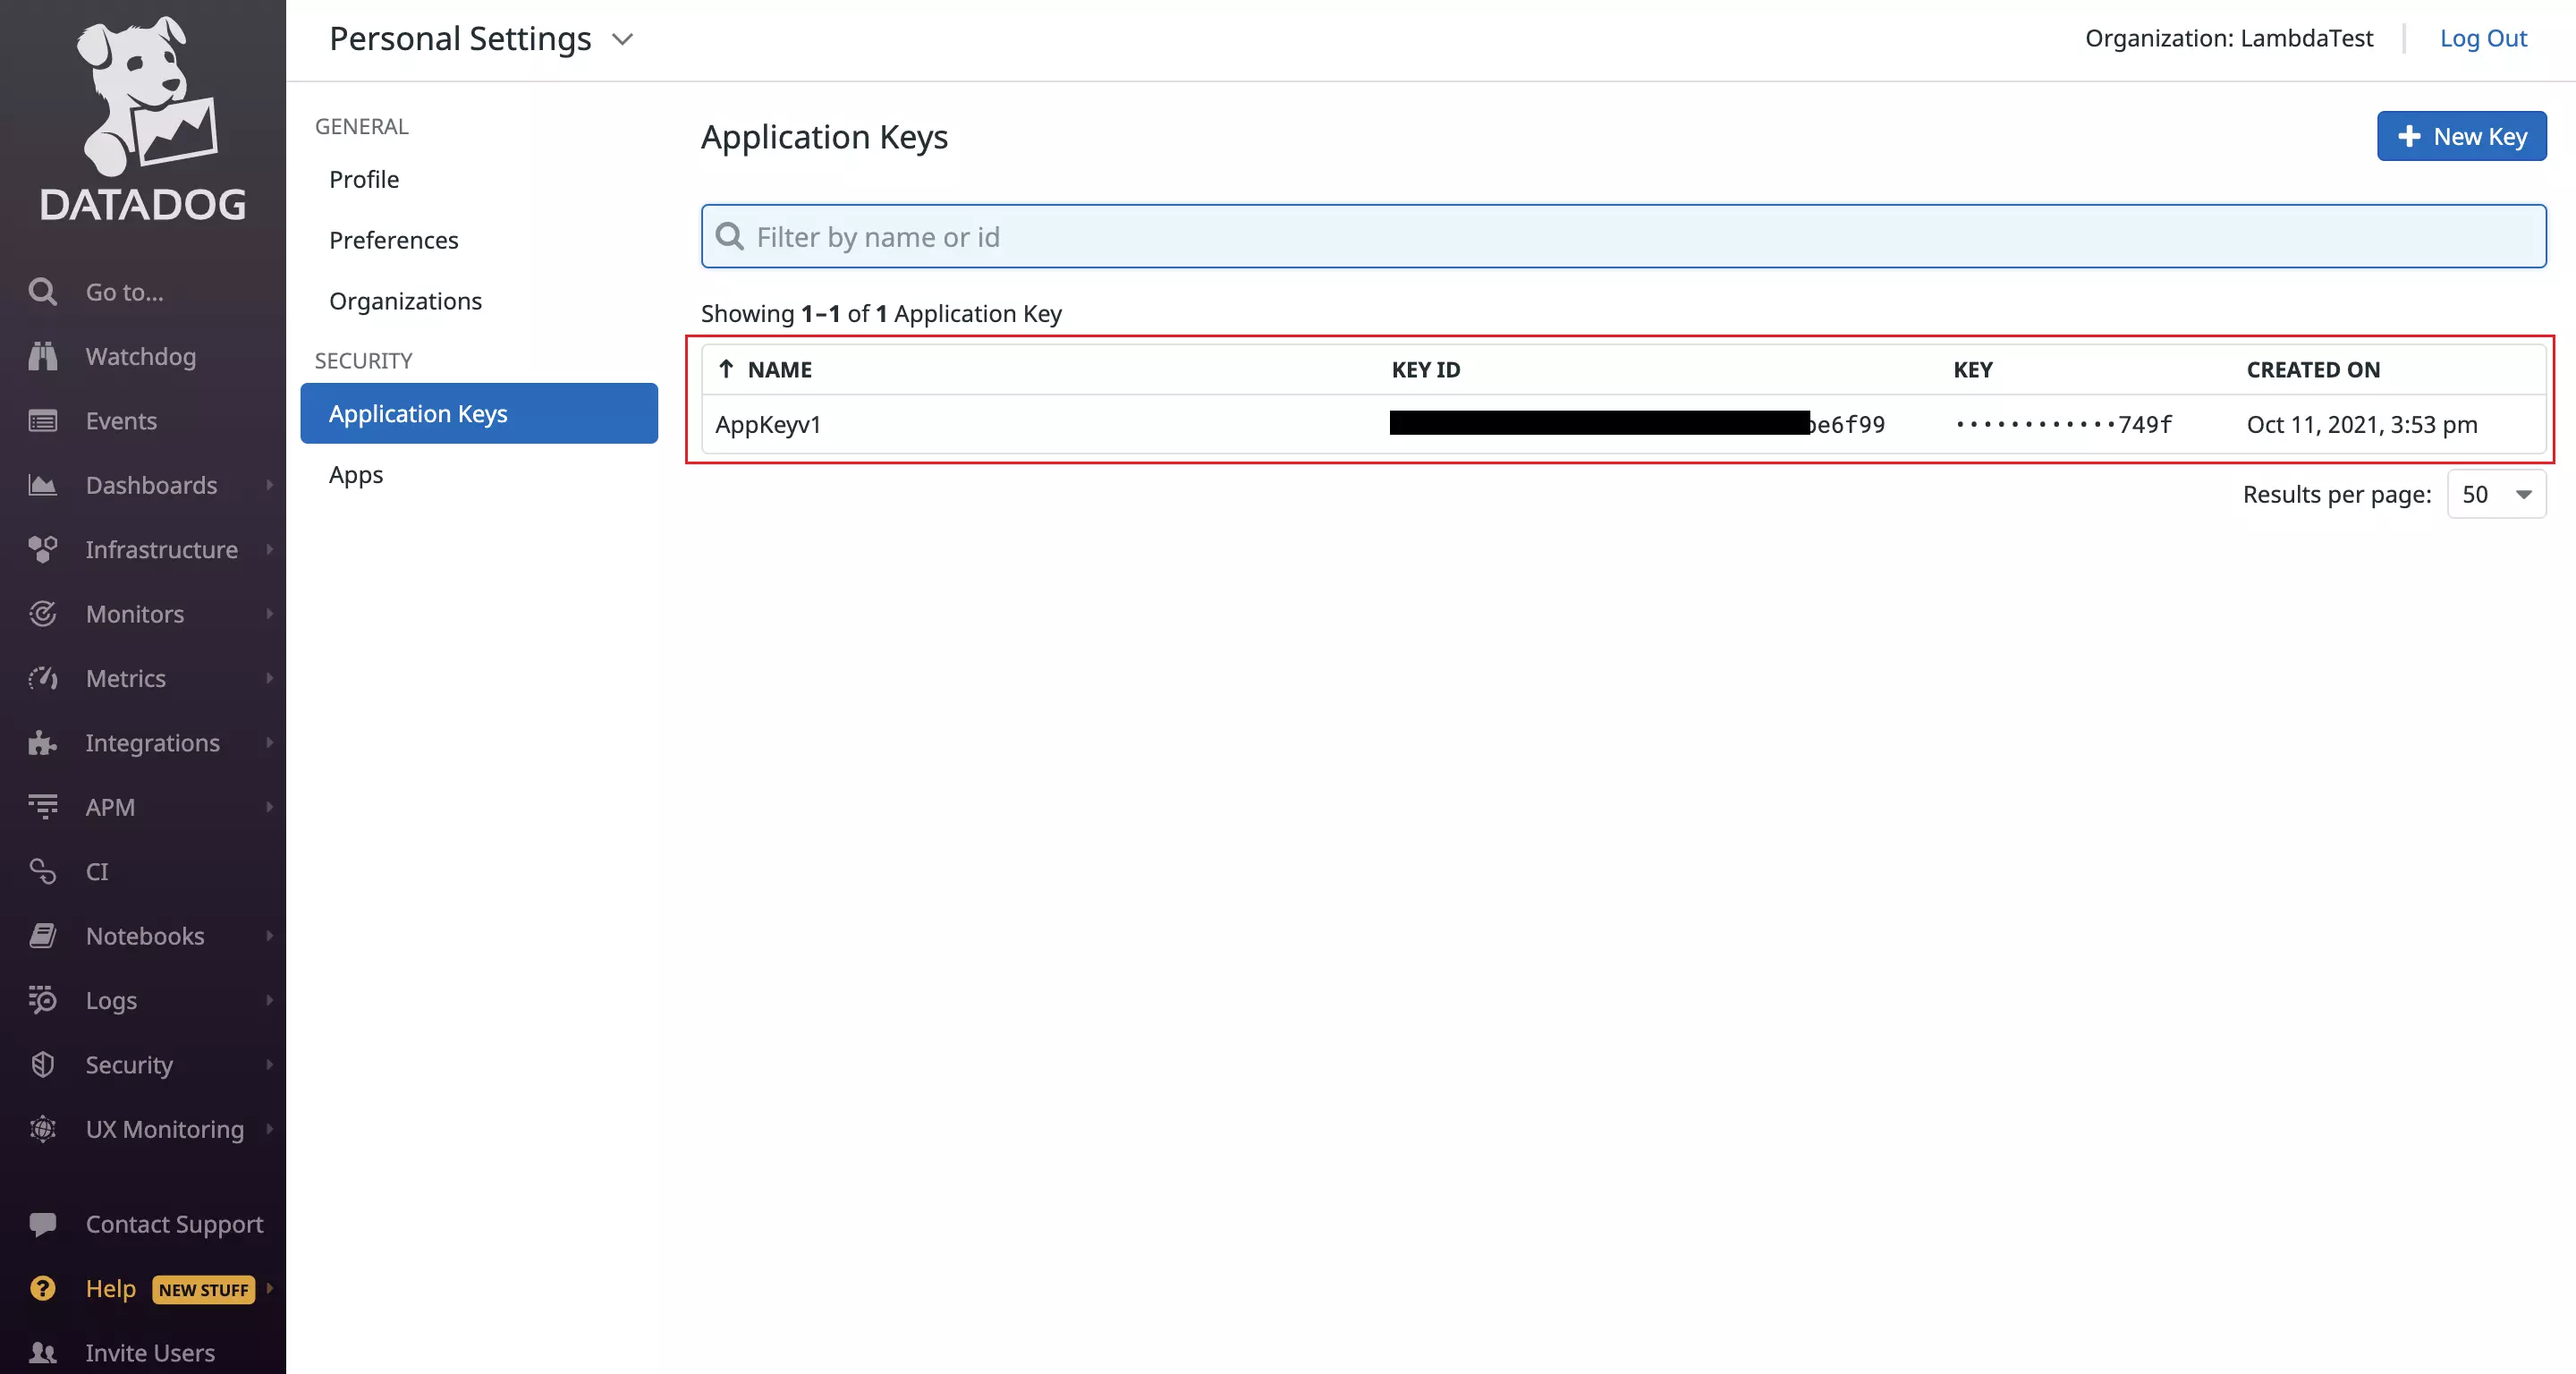 DATADOG
Go to...
Watchdog
Events
Dashboards
Infrastructure
Monitors
Metrics
Integrations
APM
CI
Notebooks
Logs
Security
UX Monitoring
Contact Support
Help NEW STUFF
Invite Users
Personal Settings
Organization: LambdaTest
Log Out
GENERAL
Profile
Preferences
Organizations
SECURITY
Application Keys
Apps
Application Keys
New Key
Filter by name or id
Showing 1–1 of 1 Application Key
NAME KEY ID KEY CREATED ON
AppKeyv1 be6f99 ············749f Oct 11, 2021, 3:53 pm
Results per page: 50